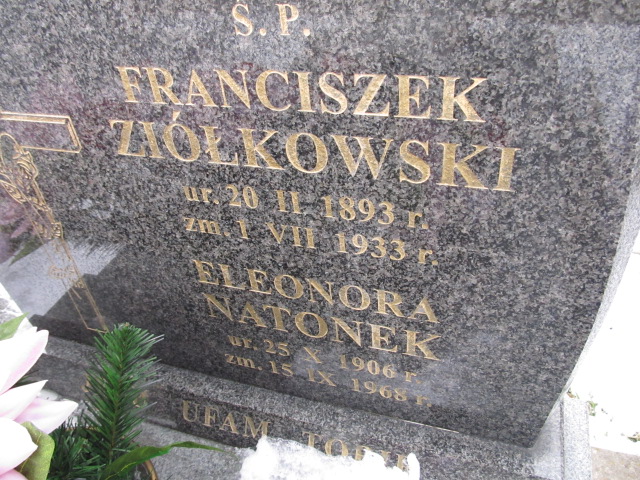 Ś.P.
FRANCISZEK
ZIÓŁKOWSKI
ur. 20 II 1893 r.
zm. 1 VII 1933 r.
ELEONORA
NATONEK
ur. 25 X 1906 r.
zm. 15 IX 1968 r.
UFAM TOBIE